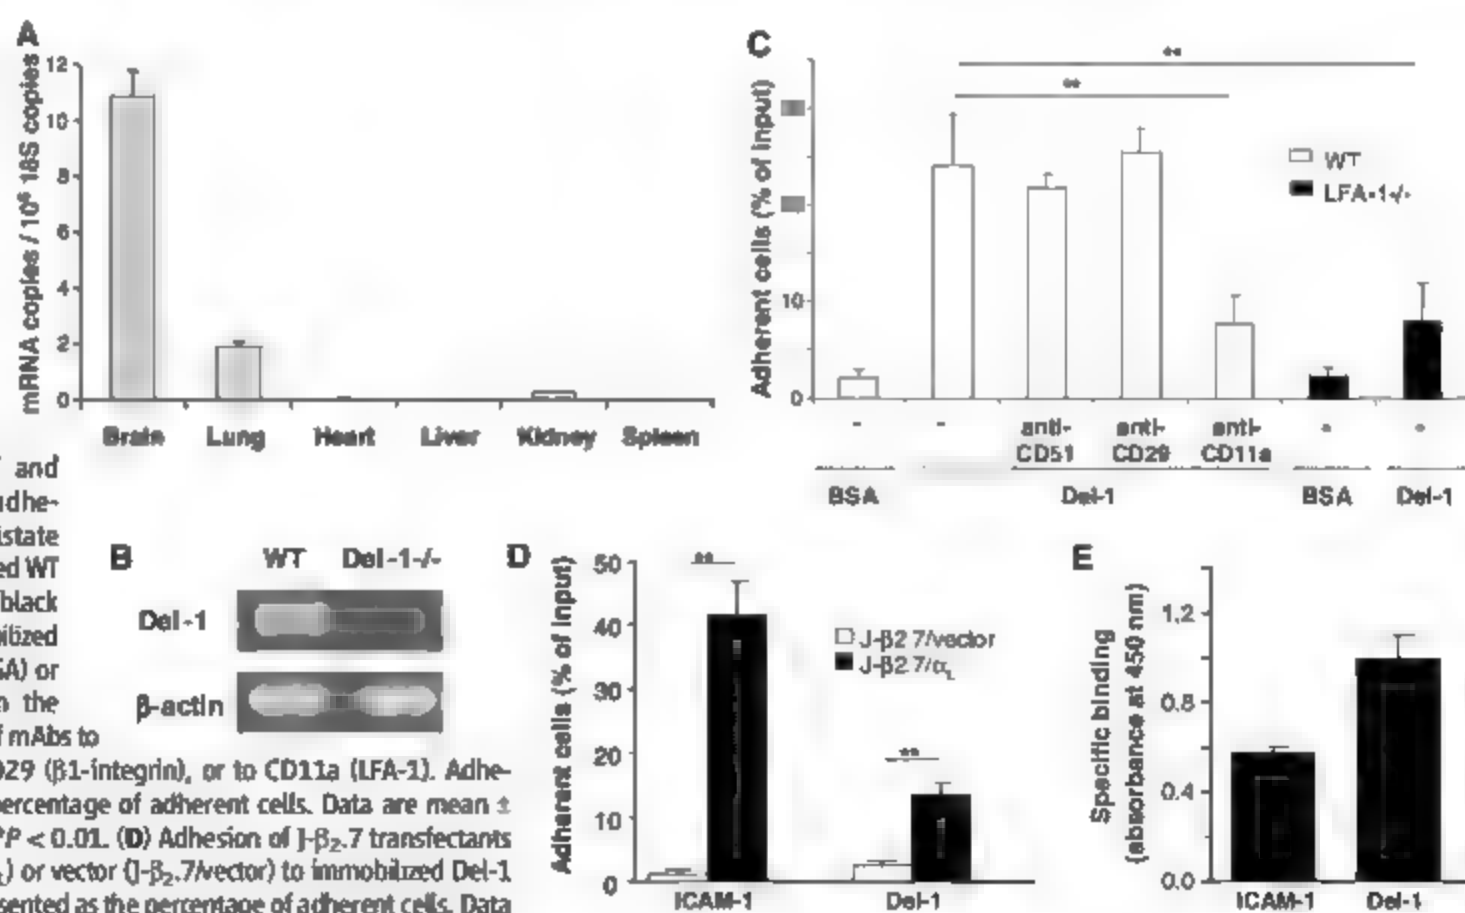 A
mRNA copies / 10⁶ 18S copies
12
10
8
6
4
2
0
Brain Lung Heart Liver Kidney Spleen
C
Adherent cells (% of input)
10
0
**
**
WT
LFA-1-/-
- - anti-CD51 anti-CD29 anti-CD11a
BSA Del-1 BSA Del-1
and
dhe-
state
ed WT
black
ilized
SA) or
the
f mAbs to
29 (β1-integrin), or to CD11a (LFA-1). Adhe-
percentage of adherent cells. Data are mean ±
*P < 0.01. (D) Adhesion of J-β₂.7 transfectants
) or vector (J-β₂.7/vector) to immobilized Del-1
sented as the percentage of adherent cells. Data
B
WT Del-1-/-
Del-1
β-actin
D
Adherent cells (% of input)
50
40
30
20
10
0
**
**
J-β2 7/vector
J-β2 7/αL
ICAM-1 Del-1
E
Specific binding
(absorbance at 450 nm)
1,2
0.8
0.4
0.0
ICAM-1 Del-1